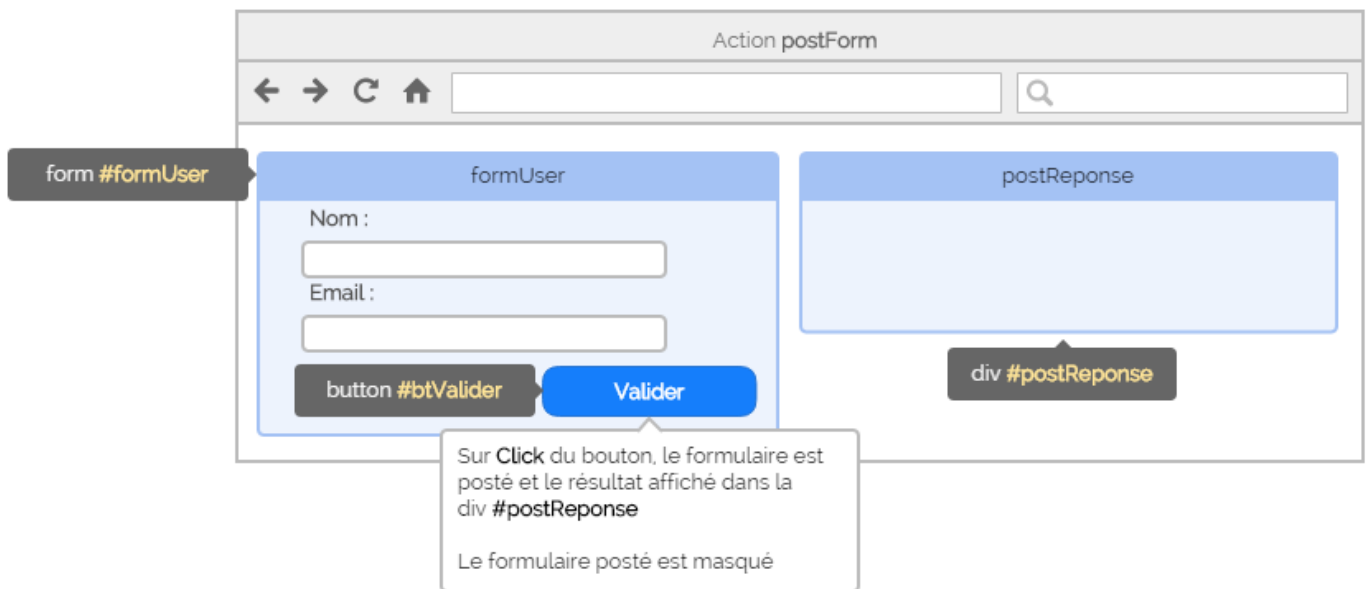 Action postForm
form #formUser
formUser
postReponse
Nom :
Email :
button #btValider
Valider
div #postReponse
Sur Click du bouton, le formulaire est
posté et le résultat affiché dans la
div #postReponse
Le formulaire posté est masqué